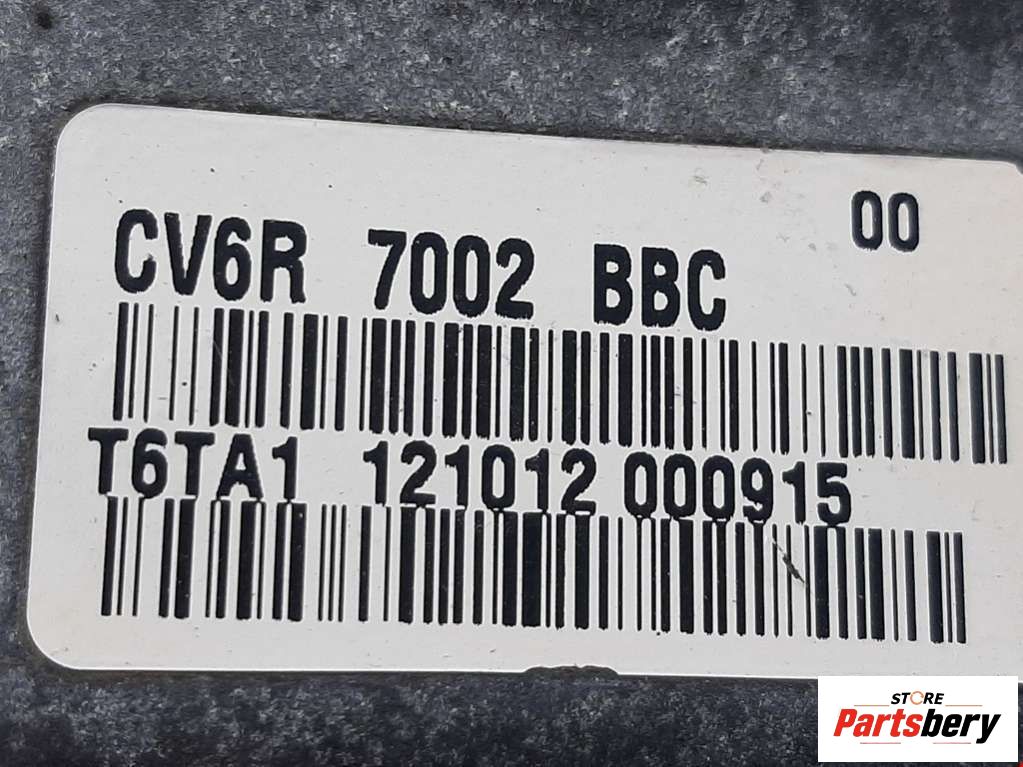 00
CV6R 7002 BBC
T6TA1 121012 000915
STORE
Partsbery